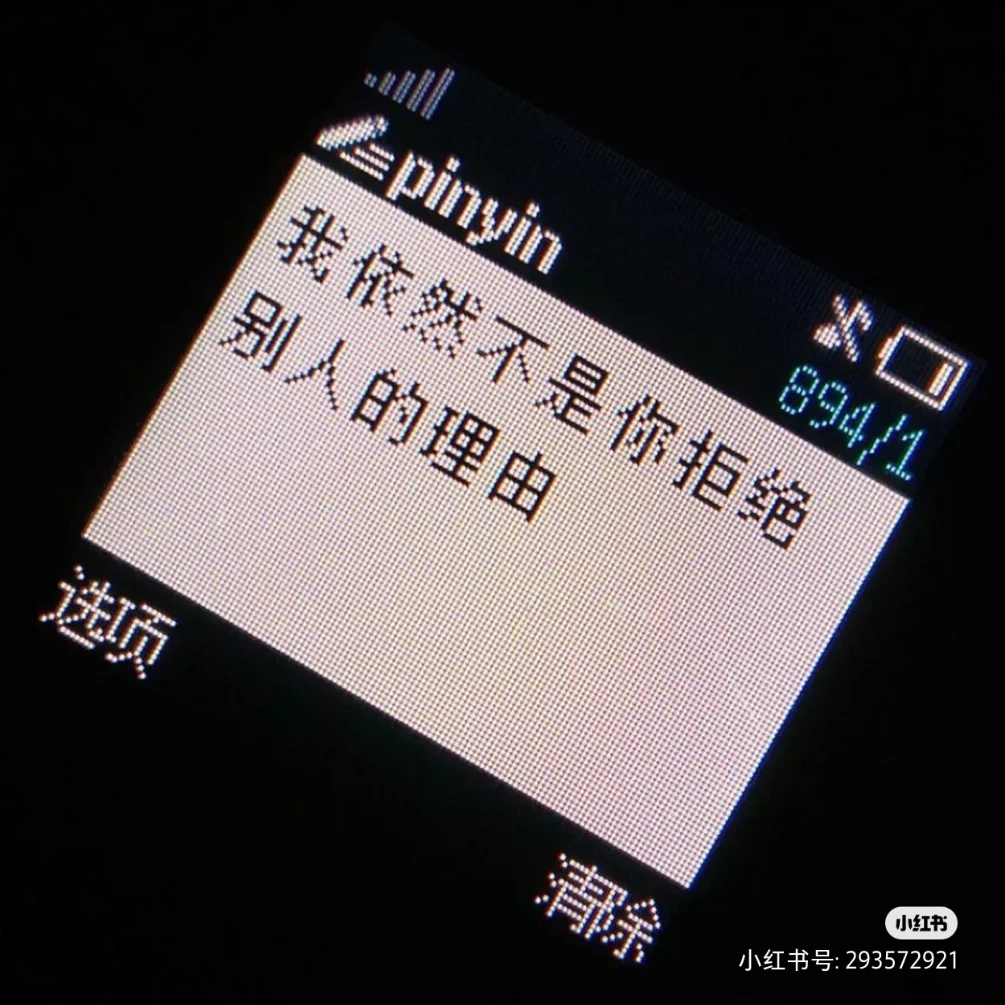 pinyin
894/1
我依然不是你拒绝
别人的理由
选项
清除
小红书
小红书号: 293572921